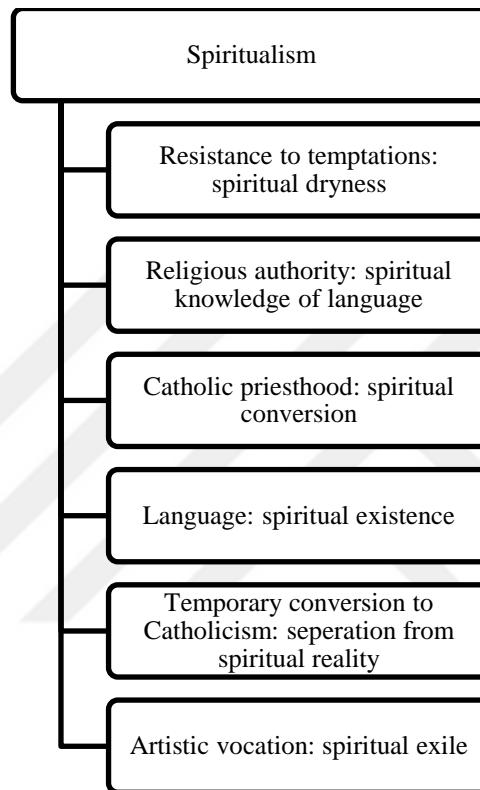 Spiritualism
Resistance to temptations:
spiritual dryness
Religious authority: spiritual
knowledge of language
Catholic priesthood: spiritual
conversion
Language: spiritual existence
Temporary conversion to
Catholicism: seperation from
spiritual reality
Artistic vocation: spiritual exile